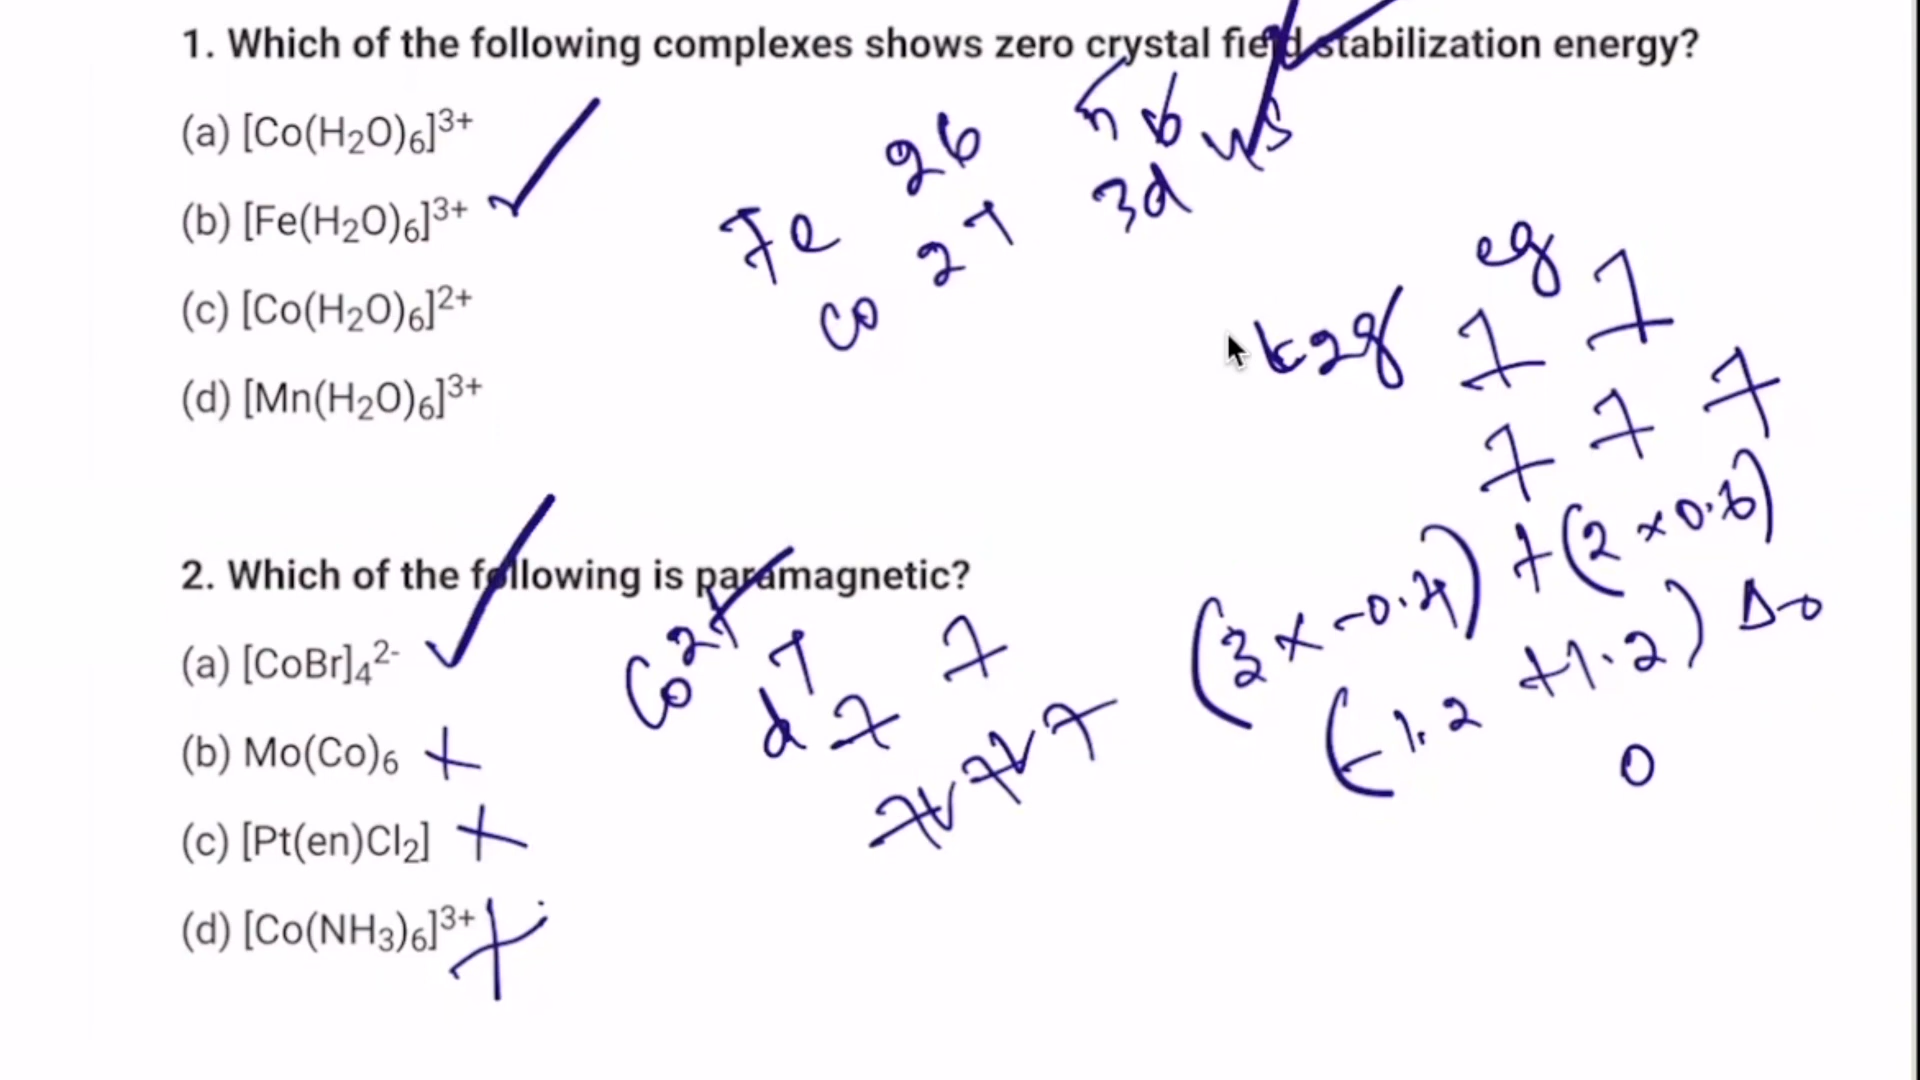 1. Which of the following complexes shows zero crystal field stabilization energy?
(a) [Co(H₂O)₆]³⁺
(b) [Fe(H₂O)₆]³⁺
(c) [Co(H₂O)₆]²⁺
(d) [Mn(H₂O)₆]³⁺
Fe 26
Co 27
3d
eg
t2g
(3 x -0.4) + (2 x 0.6)
(-1.2 +1.2) Δo
0
2. Which of the following is paramagnetic?
(a) [CoBr]₄²⁻
(b) Mo(Co)₆
(c) [Pt(en)Cl₂]
(d) [Co(NH₃)₆]³⁺
Co²⁺
d⁷